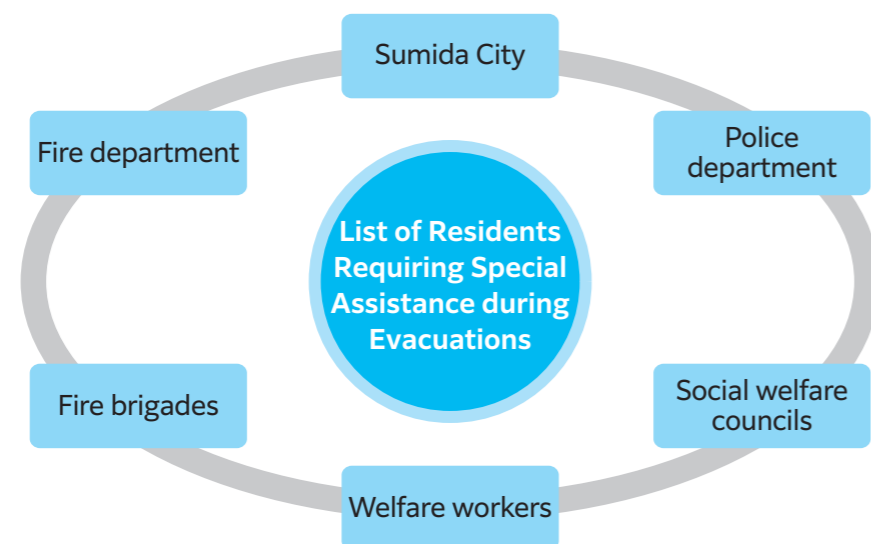 Sumida City
Fire department
Police
department
List of Residents
Requiring Special
Assistance during
Evacuations
Fire brigades
Social welfare
councils
Welfare workers